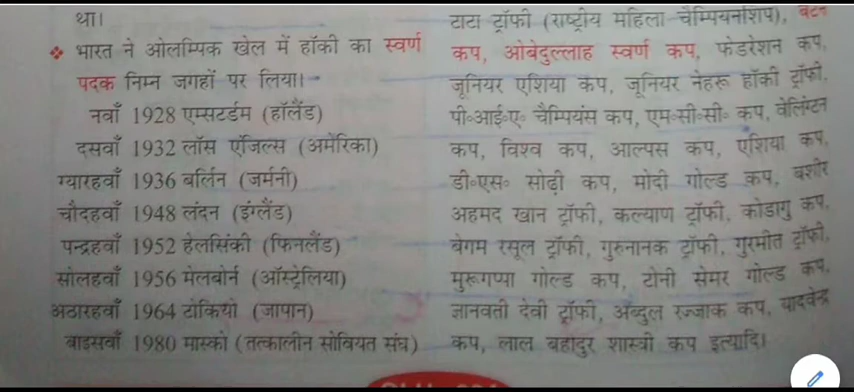 था।
❖ भारत ने ओलम्पिक खेल में हॉकी का स्वर्ण
पदक निम्न जगहों पर लिया।
नवाँ 1928 एम्सटर्डम (हॉलैंड)
दसवाँ 1932 लॉस एंजिल्स (अमेरिका)
ग्यारहवाँ 1936 बर्लिन (जर्मनी)
चौदहवाँ 1948 लंदन (इंग्लैंड)
पन्द्रहवाँ 1952 हेलसिंकी (फिनलैंड)
सोलहवाँ 1956 मेलबोर्न (ऑस्ट्रेलिया)
अठारहवाँ 1964 टोकियो (जापान)
बाइसवाँ 1980 मास्को (तत्कालीन सोवियत संघ)
टाटा ट्रॉफी (राष्ट्रीय महिला चैम्पियनशिप),
कप, ओबेदुल्लाह स्वर्ण कप, फेडरेशन कप,
जूनियर एशिया कप, जूनियर नेहरू हॉकी ट्रॉफी,
पी॰आई॰ए॰ चैम्पियंस कप, एम॰सी॰सी॰ कप, वेलिंग्टन
कप, विश्व कप, आल्पस कप, एशिया कप,
डी॰एस॰ सोढ़ी कप, मोदी गोल्ड कप, बशीर
अहमद खान ट्रॉफी, कल्याण ट्रॉफी, कोडागु कप,
बेगम रसूल ट्रॉफी, गुरुनानक ट्रॉफी, गुरमीत ट्रॉफी,
मुरूगप्पा गोल्ड कप, टोनी सेमर गोल्ड कप,
ज्ञानवती देवी ट्रॉफी, अब्दुल रज्जाक कप, यादवेन्द्र
कप, लाल बहादुर शास्त्री कप इत्यादि।